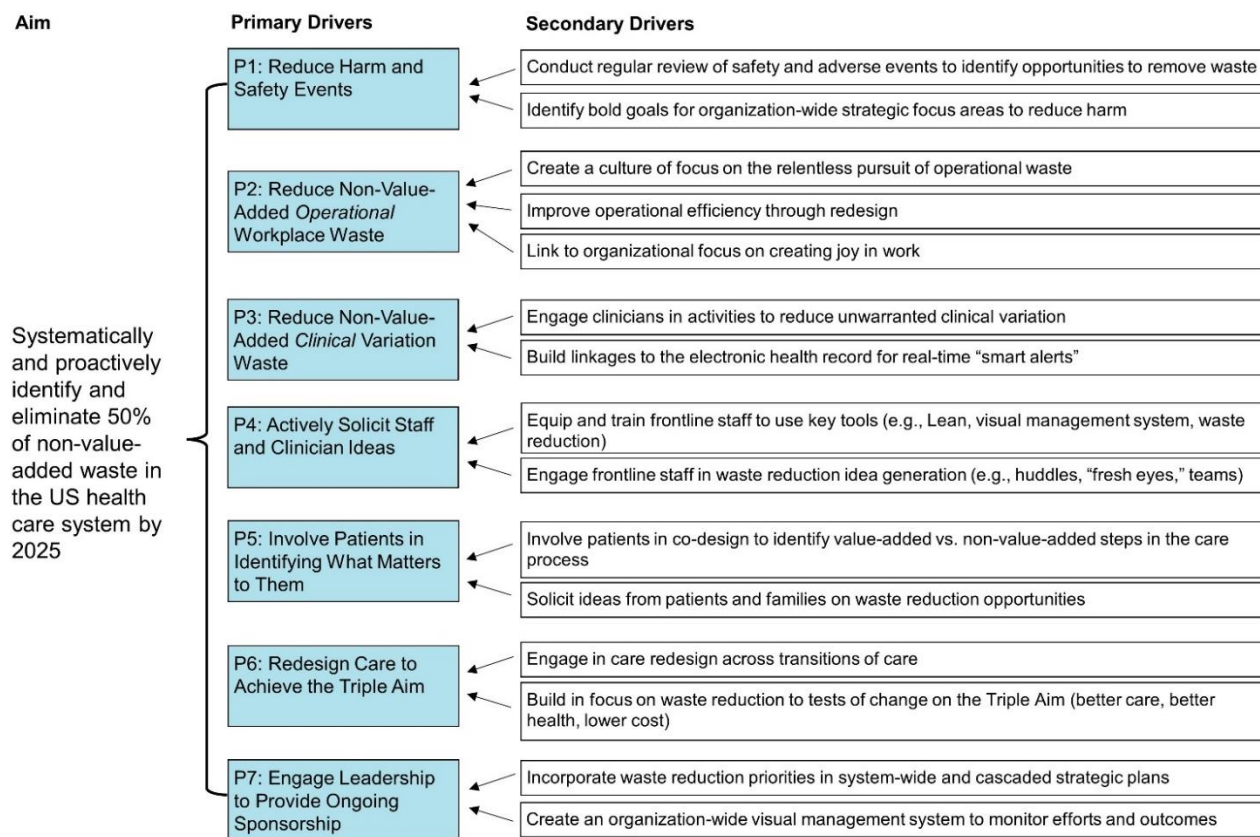 Aim
Primary Drivers
Secondary Drivers
Systematically
and proactively
identify and
eliminate 50%
of non-value-
added waste in
the US health
care system by
2025
P1: Reduce Harm and
Safety Events
Conduct regular review of safety and adverse events to identify opportunities to remove waste
Identify bold goals for organization-wide strategic focus areas to reduce harm
P2: Reduce Non-Value-
Added Operational
Workplace Waste
Create a culture of focus on the relentless pursuit of operational waste
Improve operational efficiency through redesign
Link to organizational focus on creating joy in work
P3: Reduce Non-Value-
Added Clinical Variation
Waste
Engage clinicians in activities to reduce unwarranted clinical variation
Build linkages to the electronic health record for real-time “smart alerts”
P4: Actively Solicit Staff
and Clinician Ideas
Equip and train frontline staff to use key tools (e.g., Lean, visual management system, waste
reduction)
Engage frontline staff in waste reduction idea generation (e.g., huddles, “fresh eyes,” teams)
P5: Involve Patients in
Identifying What Matters
to Them
Involve patients in co-design to identify value-added vs. non-value-added steps in the care
process
Solicit ideas from patients and families on waste reduction opportunities
P6: Redesign Care to
Achieve the Triple Aim
Engage in care redesign across transitions of care
Build in focus on waste reduction to tests of change on the Triple Aim (better care, better
health, lower cost)
P7: Engage Leadership
to Provide Ongoing
Sponsorship
Incorporate waste reduction priorities in system-wide and cascaded strategic plans
Create an organization-wide visual management system to monitor efforts and outcomes